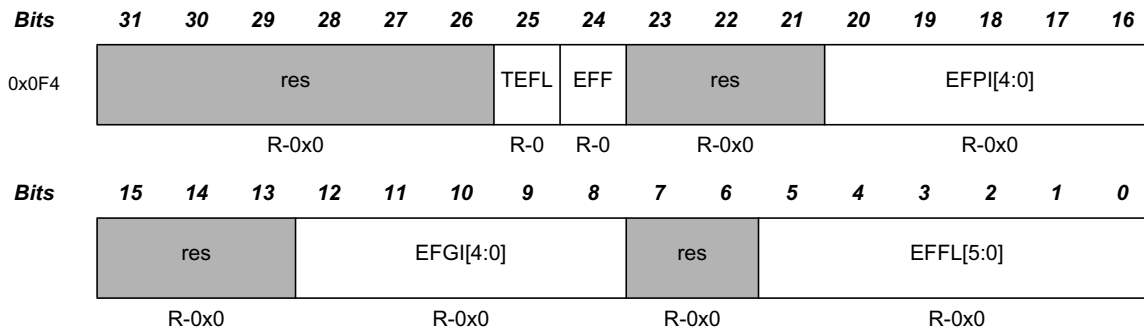 Bits 31 30 29 28 27 26 25 24 23 22 21 20 19 18 17 16
0x0F4 res TEFL EFF res EFPI[4:0]
R-0x0 R-0 R-0 R-0x0 R-0x0
Bits 15 14 13 12 11 10 9 8 7 6 5 4 3 2 1 0
res EFGI[4:0] res EFFL[5:0]
R-0x0 R-0x0 R-0x0 R-0x0